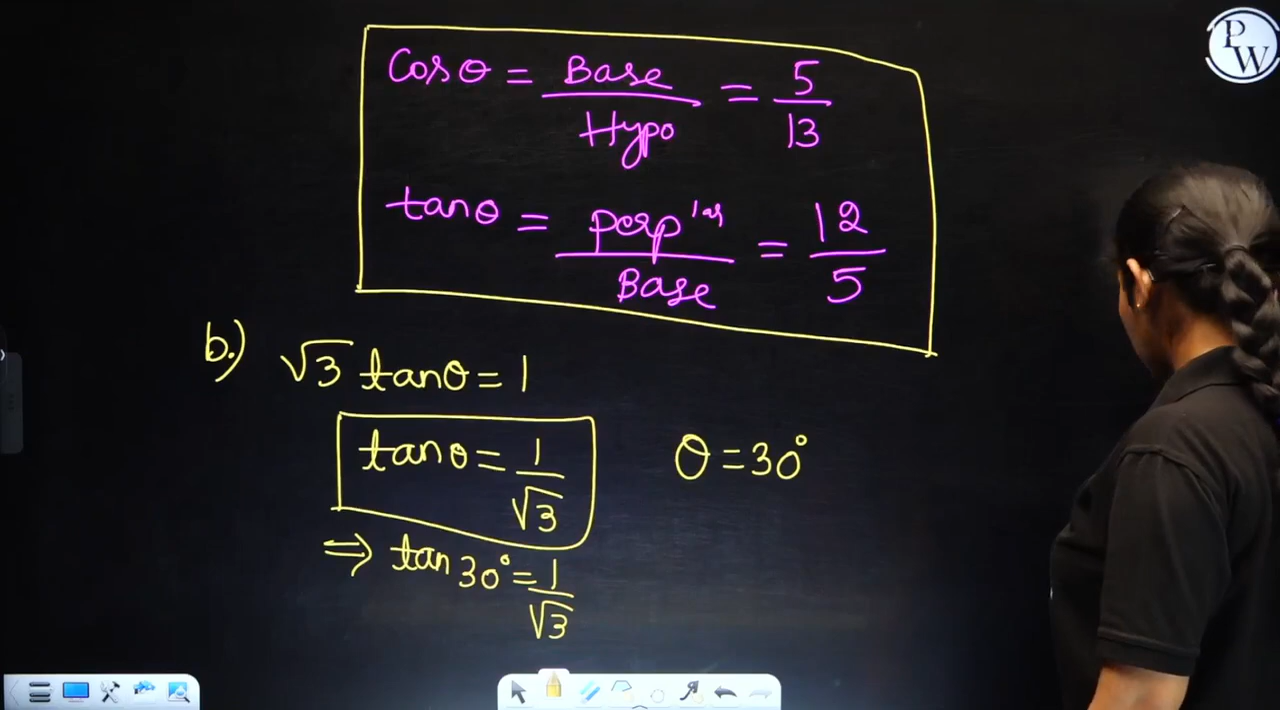 PW
Cosθ = Base/Hypo = 5/13
tanθ = perp'lar/Base = 12/5
b.) √3 tanθ = 1
tanθ = 1/√3 θ = 30°
⇒ tan 30° = 1/√3